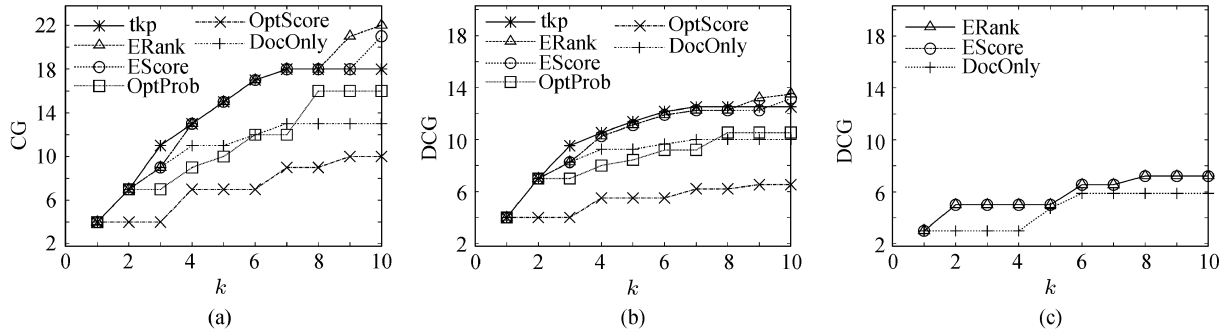 22
18
14
10
6
2
CG
tkp
ERank
EScore
OptProb
OptScore
DocOnly
0 2 4 6 8 10
k
(a)
18
14
10
6
2
DCG
tkp
ERank
EScore
OptProb
OptScore
DocOnly
0 2 4 6 8 10
k
(b)
18
14
10
6
2
DCG
ERank
EScore
DocOnly
0 2 4 6 8 10
k
(c)